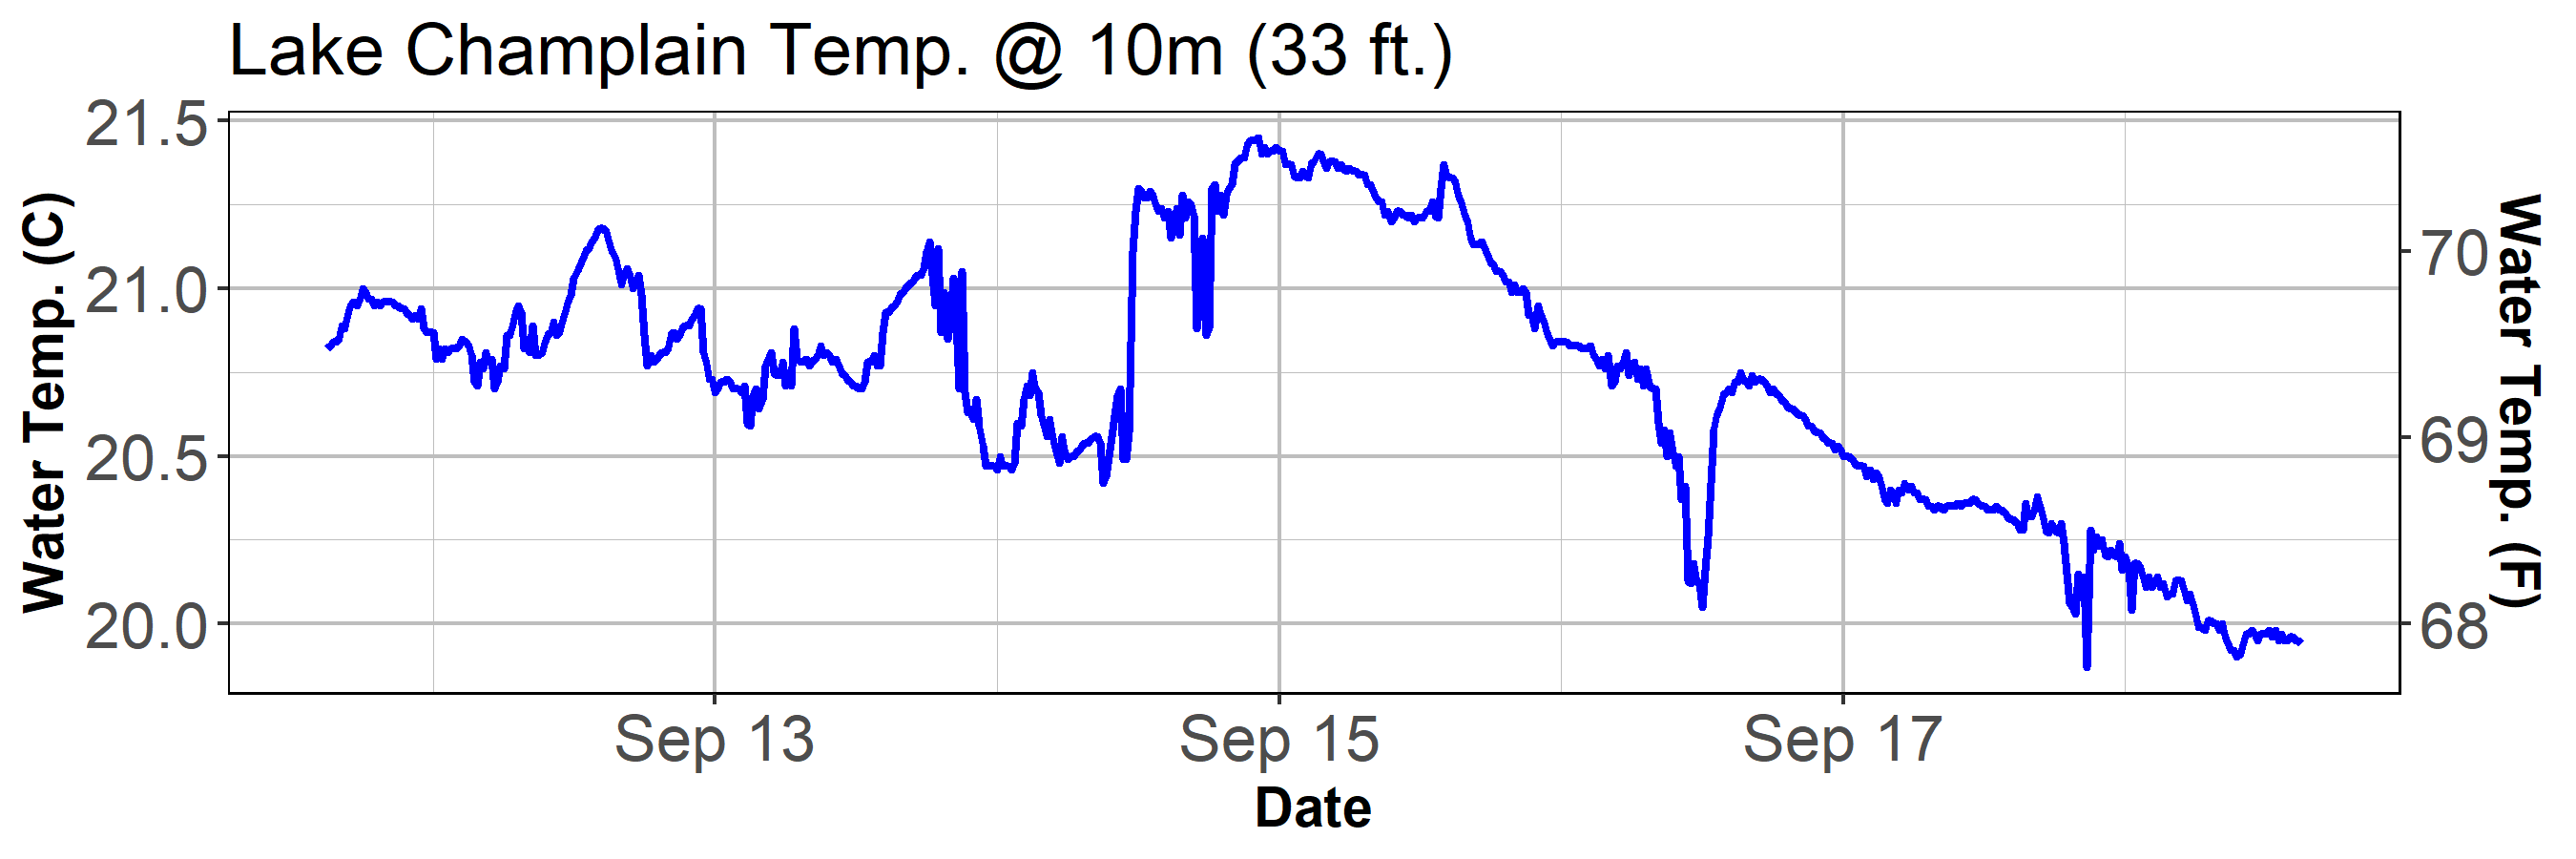 Lake Champlain Temp. @ 10m (33 ft.)
Water Temp. (C)
21.5
21.0
20.5
20.0
70
69
68
Water Temp. (F)
Sep 13
Sep 15
Sep 17
Date